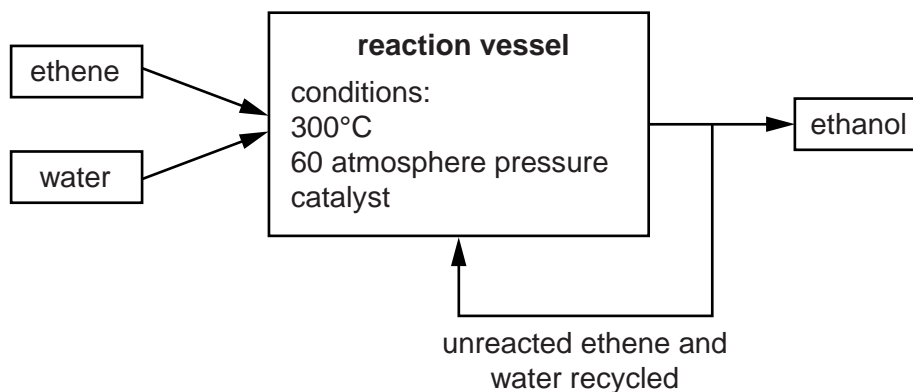 ethene
water
reaction vessel
conditions:
300°C
60 atmosphere pressure
catalyst
ethanol
unreacted ethene and
water recycled